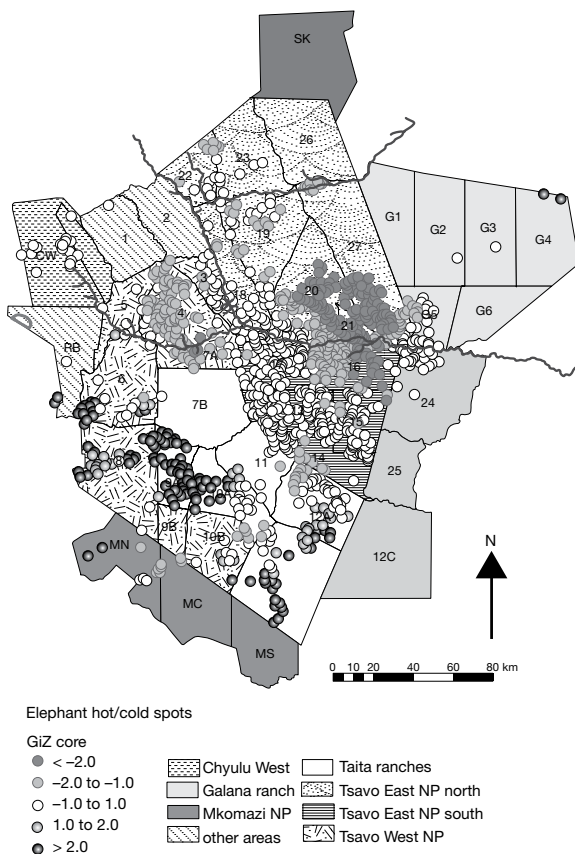 SK
26
23
22
2
1
19
G1
G2
G3
G4
CW
27
3
18
20
4
21
G5
G6
RB
7A
16
6
7B
24
15
11
14
25
12A
9B
10B
N
MN
12C
MC
MS
0 10 20 40 60 80 km
Elephant hot/cold spots
GiZ core
< –2.0
–2.0 to –1.0
–1.0 to 1.0
1.0 to 2.0
> 2.0
Chyulu West
Galana ranch
Mkomazi NP
other areas
Taita ranches
Tsavo East NP north
Tsavo East NP south
Tsavo West NP